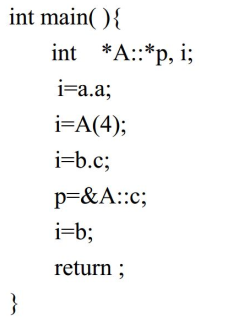 int main( ){
int *A::*p, i;
i=a.a;
i=A(4);
i=b.c;
p=&A::c;
i=b;
return ;
}